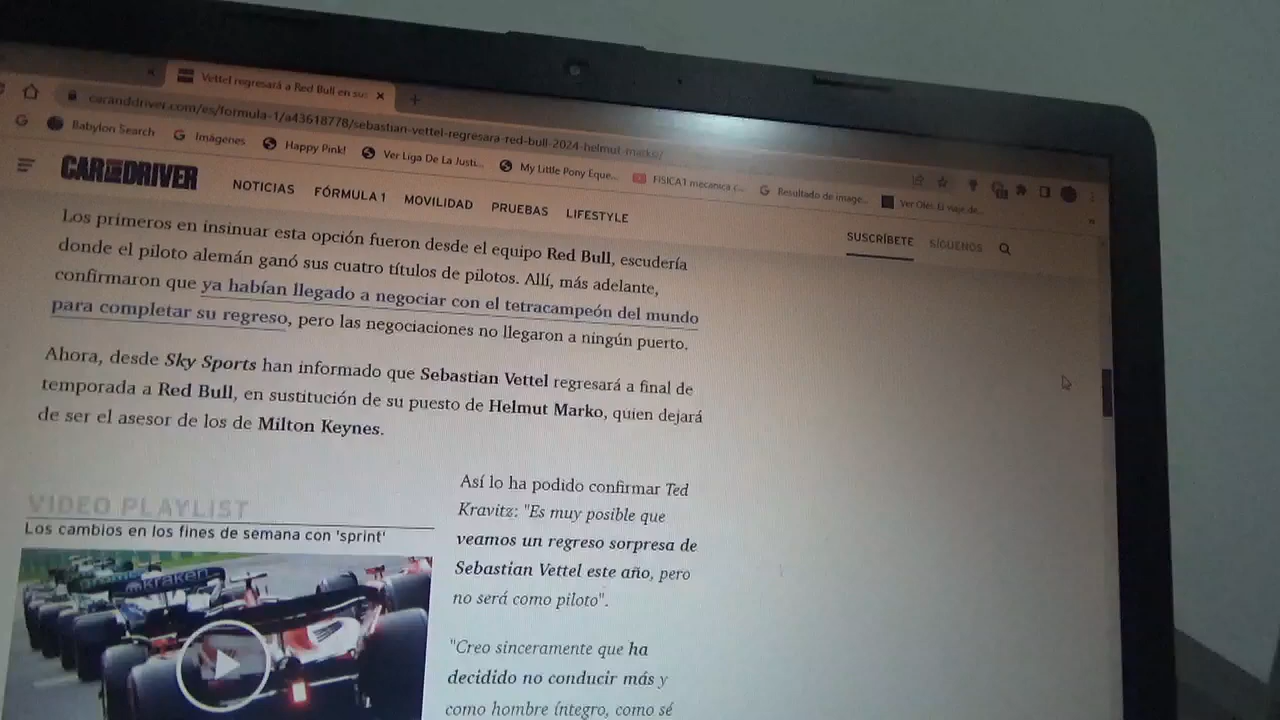 Vettel regresará a Red Bull en su
caranddriver.com/es/formula-1/a43618778/sebastian-vettel-regresara-red-bull-2024-helmut-marko/
Babylon Search
Imágenes
Happy Pink!
Ver Liga De La Justi...
My Little Pony Eque...
FISICA1 mecanica (...
Resultado de image...
Ver Olé!: El viaje de...
CAR AND DRIVER
NOTICIAS FÓRMULA 1 MOVILIDAD PRUEBAS LIFESTYLE
SUSCRÍBETE SÍGUENOS
Los primeros en insinuar esta opción fueron desde el equipo Red Bull, escudería
donde el piloto alemán ganó sus cuatro títulos de pilotos. Allí, más adelante,
confirmaron que ya habían llegado a negociar con el tetracampeón del mundo
para completar su regreso, pero las negociaciones no llegaron a ningún puerto.
Ahora, desde Sky Sports han informado que Sebastian Vettel regresará a final de
temporada a Red Bull, en sustitución de su puesto de Helmut Marko, quien dejará
de ser el asesor de los de Milton Keynes.
VIDEO PLAYLIST
Los cambios en los fines de semana con 'sprint'
kraken
Así lo ha podido confirmar Ted
Kravitz: "Es muy posible que
veamos un regreso sorpresa de
Sebastian Vettel este año, pero
no será como piloto".
"Creo sinceramente que ha
decidido no conducir más y
como hombre íntegro, como sé